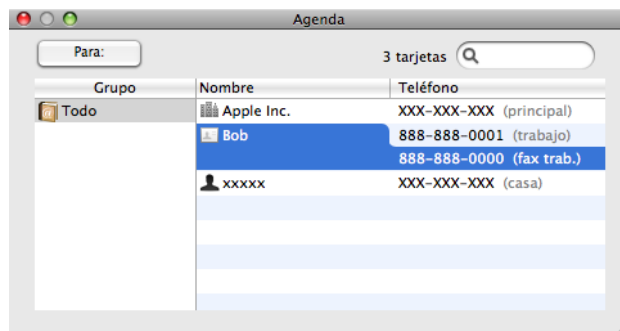 Agenda
Para:
3 tarjetas
Grupo Nombre Teléfono
Todo Apple Inc. XXX-XXX-XXX (principal)
Bob 888-888-0001 (trabajo)
888-888-0000 (fax trab.)
xxxxx XXX-XXX-XXX (casa)